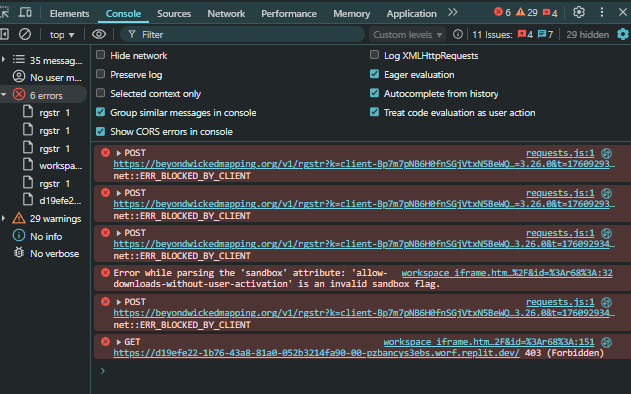 Elements Console Sources Network Performance Memory Application 6 29 4
top Filter Custom levels 11 Issues: 4 7 29 hidden
35 messag...
No user m...
6 errors
rgstr 1
rgstr 1
rgstr 1
workspa...
rgstr 1
d19efe2...
29 warnings
No info
No verbose
Hide network
Log XMLHttpRequests
Preserve log
Eager evaluation
Selected context only
Autocomplete from history
Group similar messages in console
Treat code evaluation as user action
Show CORS errors in console
POST requests.js:1
https://beyondwickedmapping.org/v1/rgstr?k=client-Bp7m7pNB6H0fnSGjVtxN5BeWQ…=3.26.0&t=17609293…
net::ERR_BLOCKED_BY_CLIENT
POST requests.js:1
https://beyondwickedmapping.org/v1/rgstr?k=client-Bp7m7pNB6H0fnSGjVtxN5BeWQ…=3.26.0&t=17609293…
net::ERR_BLOCKED_BY_CLIENT
POST requests.js:1
https://beyondwickedmapping.org/v1/rgstr?k=client-Bp7m7pNB6H0fnSGjVtxN5BeWQ…3.26.0&t=176092934…
net::ERR_BLOCKED_BY_CLIENT
Error while parsing the 'sandbox' attribute: 'allow- workspace_iframe.htm…%2F&id=%3Ar68%3A:32
downloads-without-user-activation' is an invalid sandbox flag.
POST requests.js:1
https://beyondwickedmapping.org/v1/rgstr?k=client-Bp7m7pNB6H0fnSGjVtxN5BeWQ…3.26.0&t=176092934…
net::ERR_BLOCKED_BY_CLIENT
GET workspace_iframe.htm…2F&id=%3Ar68%3A:151
https://d19efe22-1b76-43a8-81a0-052b3214fa90-00-pzbancys3ebs.worf.replit.dev/ 403 (Forbidden)